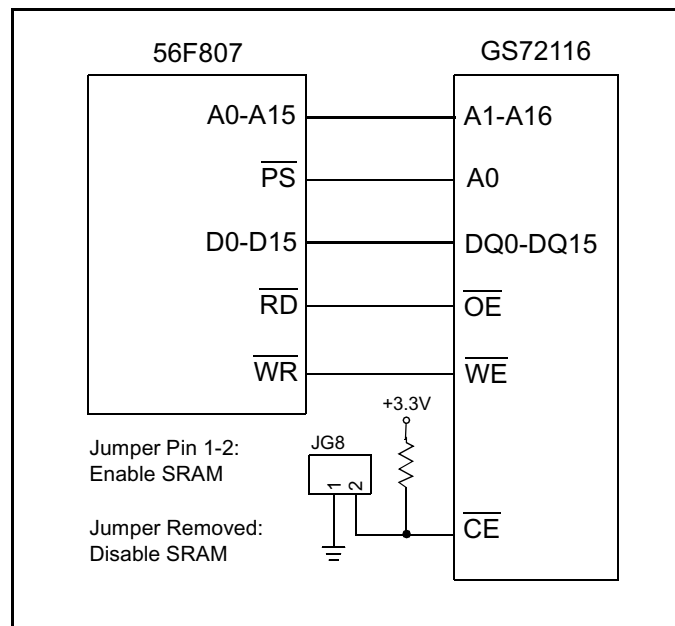 56F807
GS72116
A0-A15
A1-A16
PS
A0
D0-D15
DQ0-DQ15
RD
OE
WR
WE
+3.3V
Jumper Pin 1-2:
Enable SRAM
JG8
1
2
Jumper Removed:
Disable SRAM
CE